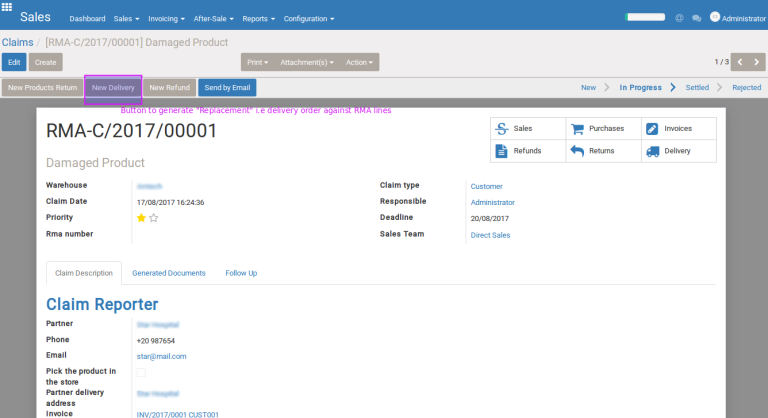 Sales Dashboard Sales Invoicing After-Sale Reports Configuration @ Administrator
Claims / [RMA-C/2017/00001] Damaged Product
Edit Create Print Attachment(s) Action 1 / 3
New Products Return New Delivery New Refund Send by Email New In Progress Settled Rejected
Button to generate "Replacement" i.e delivery order against RMA lines
RMA-C/2017/00001
Sales Purchases Invoices
Refunds Returns Delivery
Damaged Product
Warehouse Claim type Customer
Claim Date 17/08/2017 16:24:36 Responsible Administrator
Priority Deadline 20/08/2017
Rma number Sales Team Direct Sales
Claim Description Generated Documents Follow Up
Claim Reporter
Partner
Phone +20 987654
Email star@mail.com
Pick the product in
the store
Partner delivery
address
Invoice INV/2017/0001 CUST001